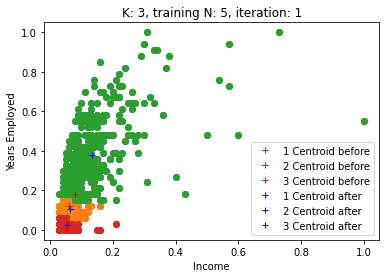 K: 3, training N: 5, iteration: 1
1.0
0.8
0.6
0.4
0.2
0.0
Years Employed
1 Centroid before
2 Centroid before
3 Centroid before
1 Centroid after
2 Centroid after
3 Centroid after
0.0 0.2 0.4 0.6 0.8 1.0
Income